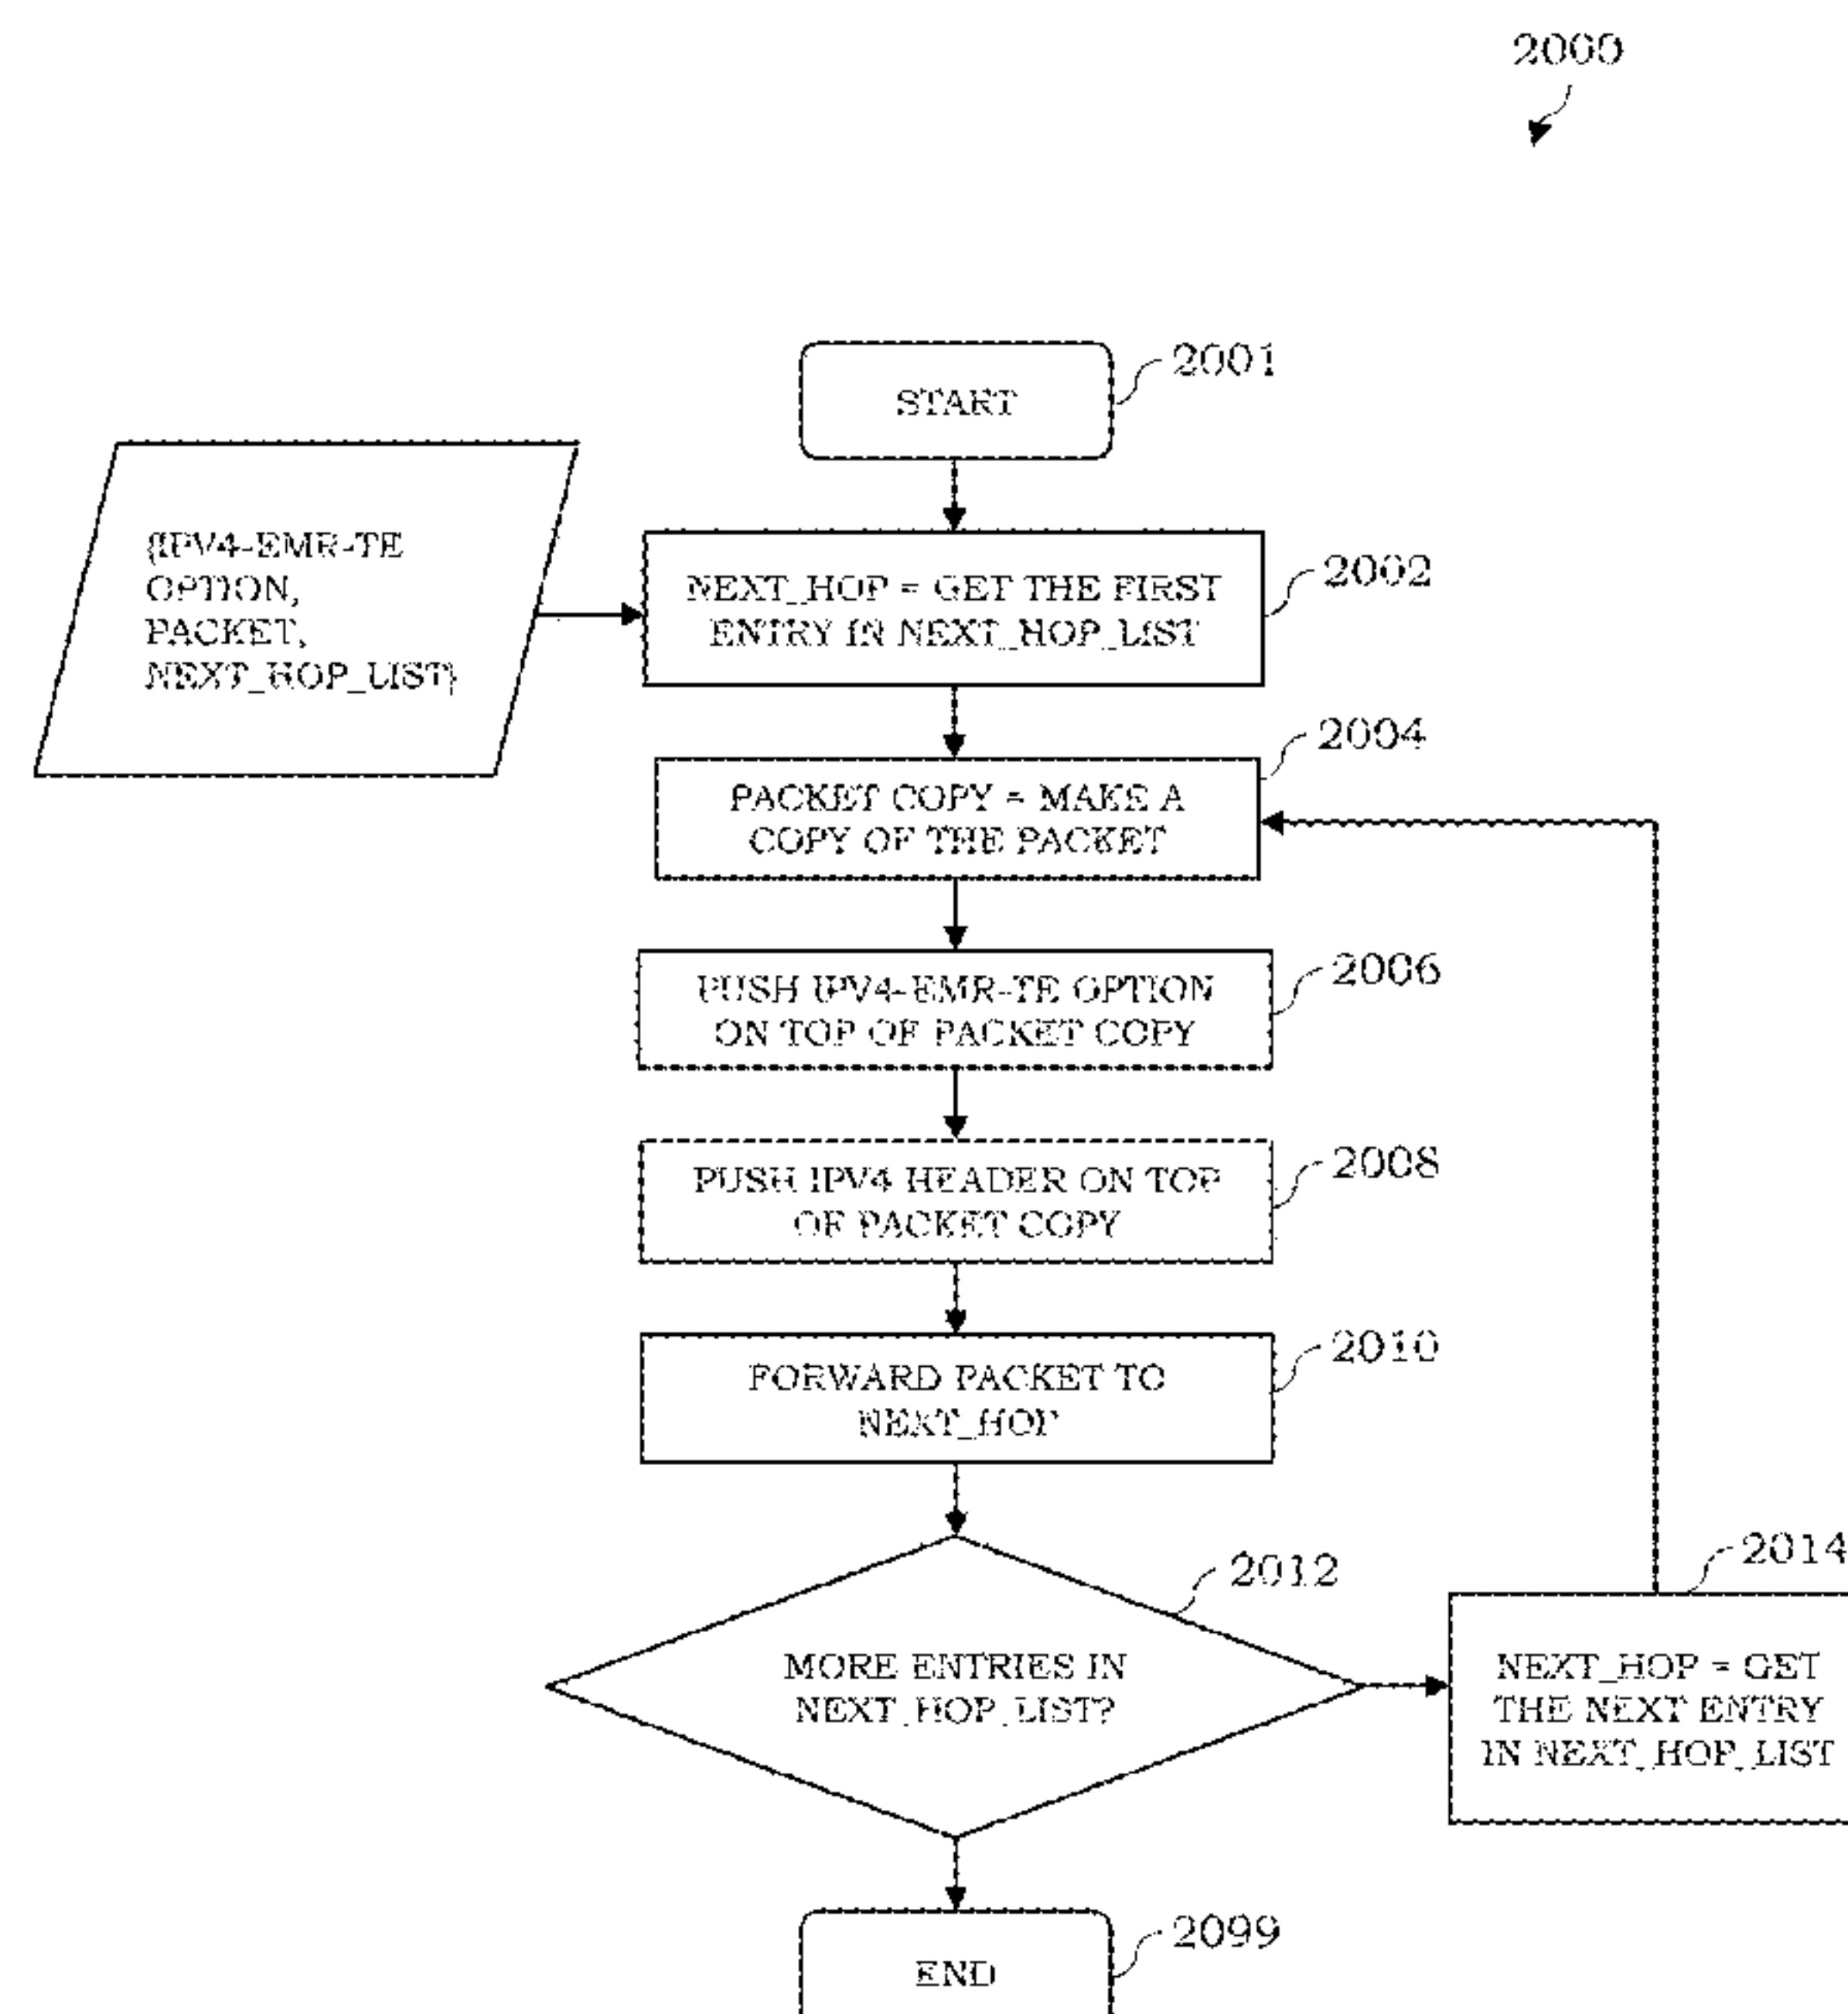 2000
START
2001
{IPV4-EMR-TE
OPTION,
PACKET,
NEXT_HOP_LIST}
NEXT_HOP = GET THE FIRST
ENTRY IN NEXT_HOP_LIST
2002
PACKET COPY = MAKE A
COPY OF THE PACKET
2004
PUSH IPV4-EMR-TE OPTION
ON TOP OF PACKET COPY
2006
PUSH IPV4 HEADER ON TOP
OF PACKET COPY
2008
FORWARD PACKET TO
NEXT_HOP
2010
MORE ENTRIES IN
NEXT_HOP_LIST?
2012
NEXT_HOP = GET
THE NEXT ENTRY
IN NEXT_HOP_LIST
2014
END
2099